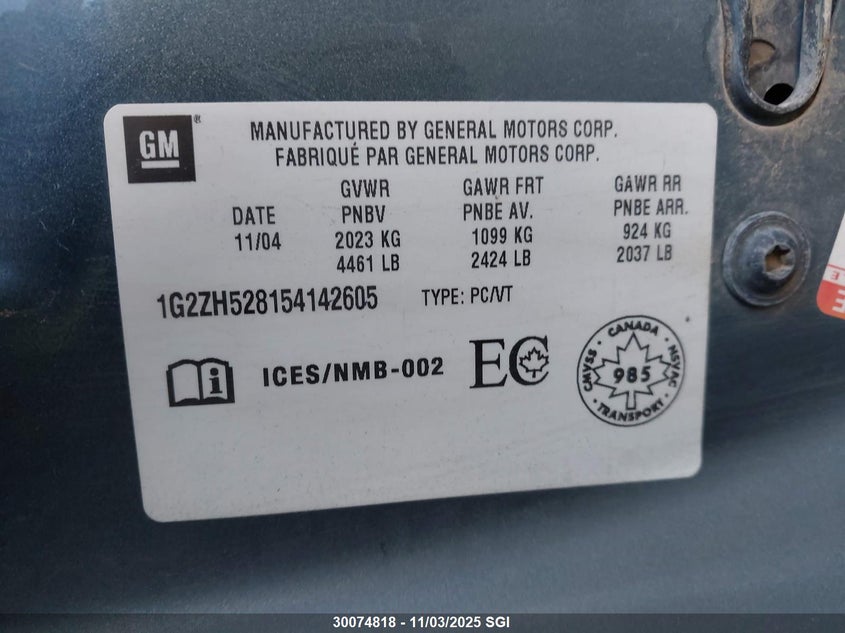 GM ®
MANUFACTURED BY GENERAL MOTORS CORP.
FABRIQUÉ PAR GENERAL MOTORS CORP.
GVWR GAWR FRT GAWR RR
DATE PNBV PNBE AV. PNBE ARR.
11/04 2023 KG 1099 KG 924 KG
4461 LB 2424 LB 2037 LB
1G2ZH528154142605 TYPE: PC/VT
i ICES/NMB-002 EC
CANADA
CMVSS 985 NSVAC
TRANSPORT
30074818 - 11/03/2025 SGI